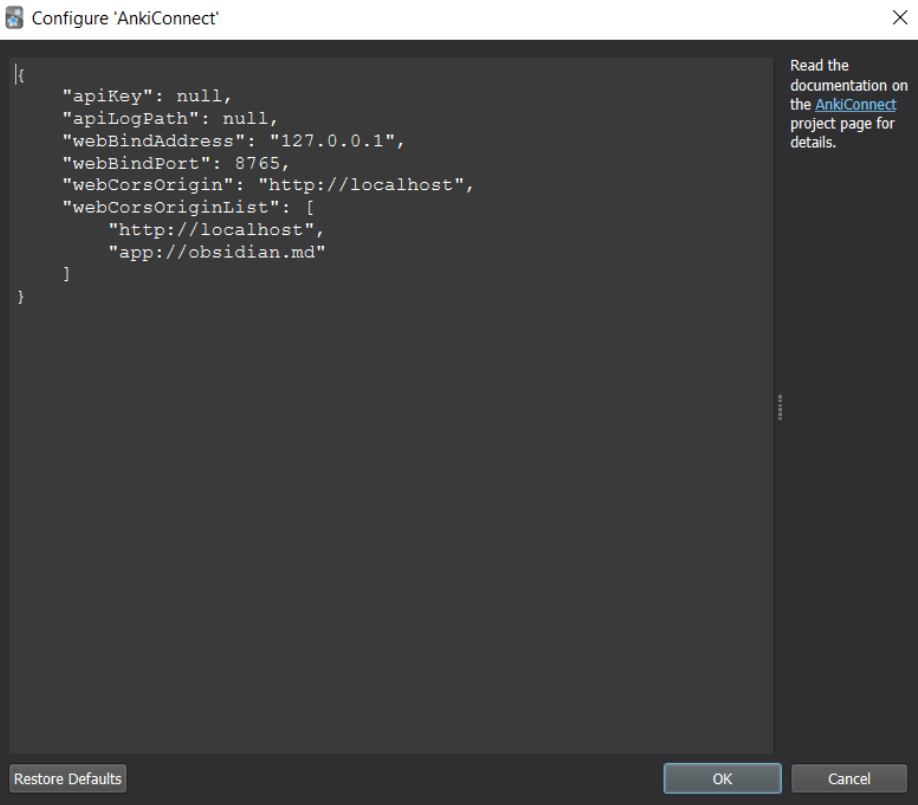 Configure 'AnkiConnect'
{
    "apiKey": null,
    "apiLogPath": null,
    "webBindAddress": "127.0.0.1",
    "webBindPort": 8765,
    "webCorsOrigin": "http://localhost",
    "webCorsOriginList": [
        "http://localhost",
        "app://obsidian.md"
    ]
}
Read the
documentation on
the AnkiConnect
project page for
details.
Restore Defaults
OK
Cancel